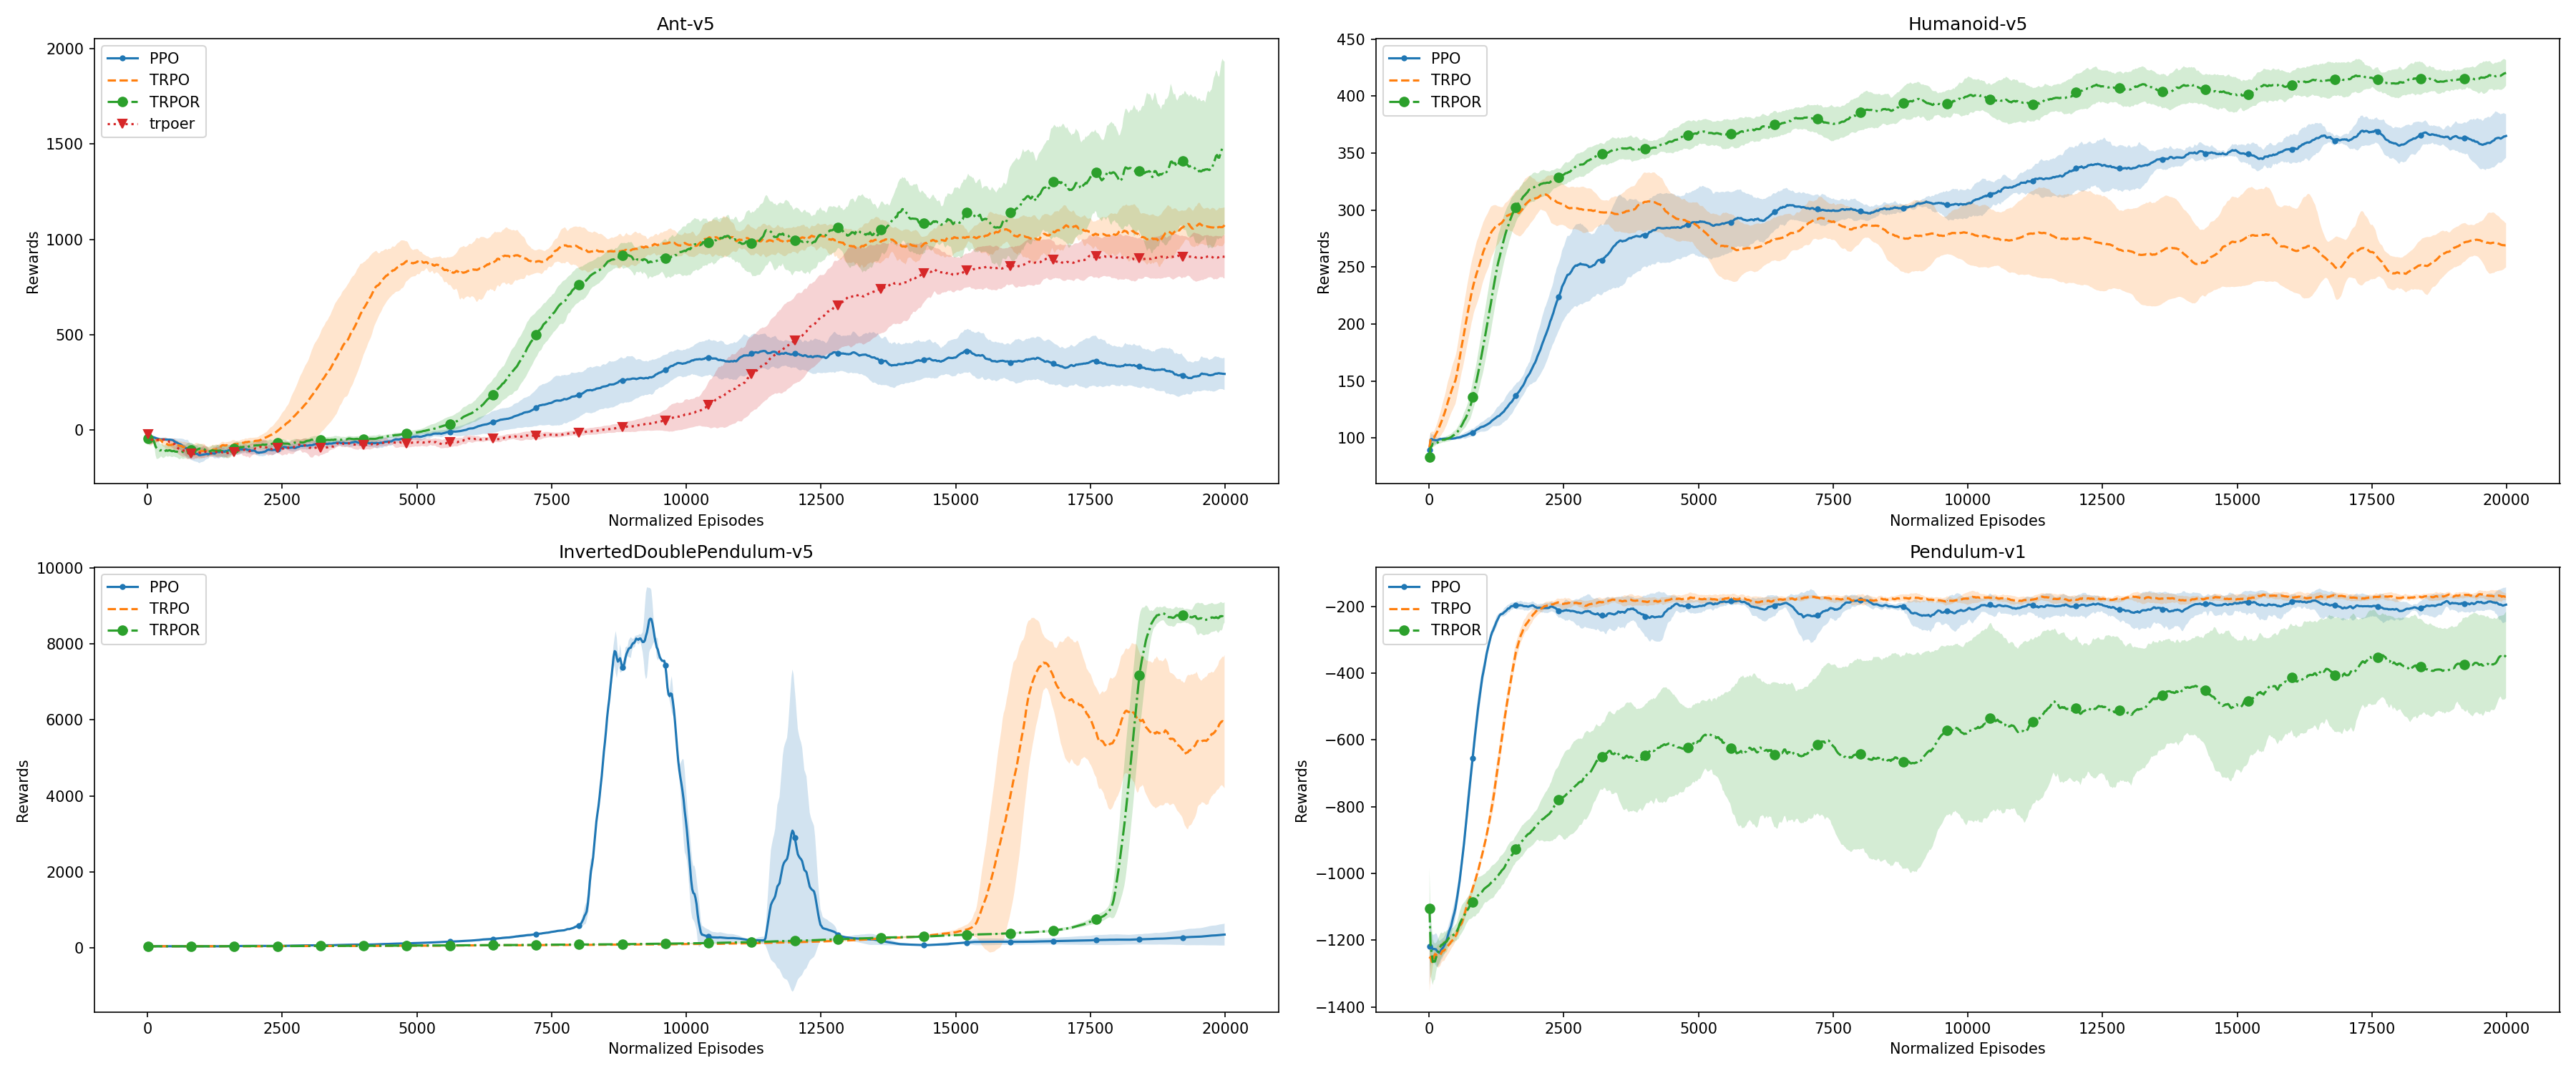 Ant-v5
2000
1500
1000
500
0
PPO
TRPO
TRPOR
trpoer
Rewards
0 2500 5000 7500 10000 12500 15000 17500 20000
Normalized Episodes
Humanoid-v5
450
400
350
300
250
200
150
100
PPO
TRPO
TRPOR
Rewards
0 2500 5000 7500 10000 12500 15000 17500 20000
Normalized Episodes
InvertedDoublePendulum-v5
10000
8000
6000
4000
2000
0
PPO
TRPO
TRPOR
Rewards
0 2500 5000 7500 10000 12500 15000 17500 20000
Normalized Episodes
Pendulum-v1
−200
−400
−600
−800
−1000
−1200
−1400
PPO
TRPO
TRPOR
Rewards
0 2500 5000 7500 10000 12500 15000 17500 20000
Normalized Episodes